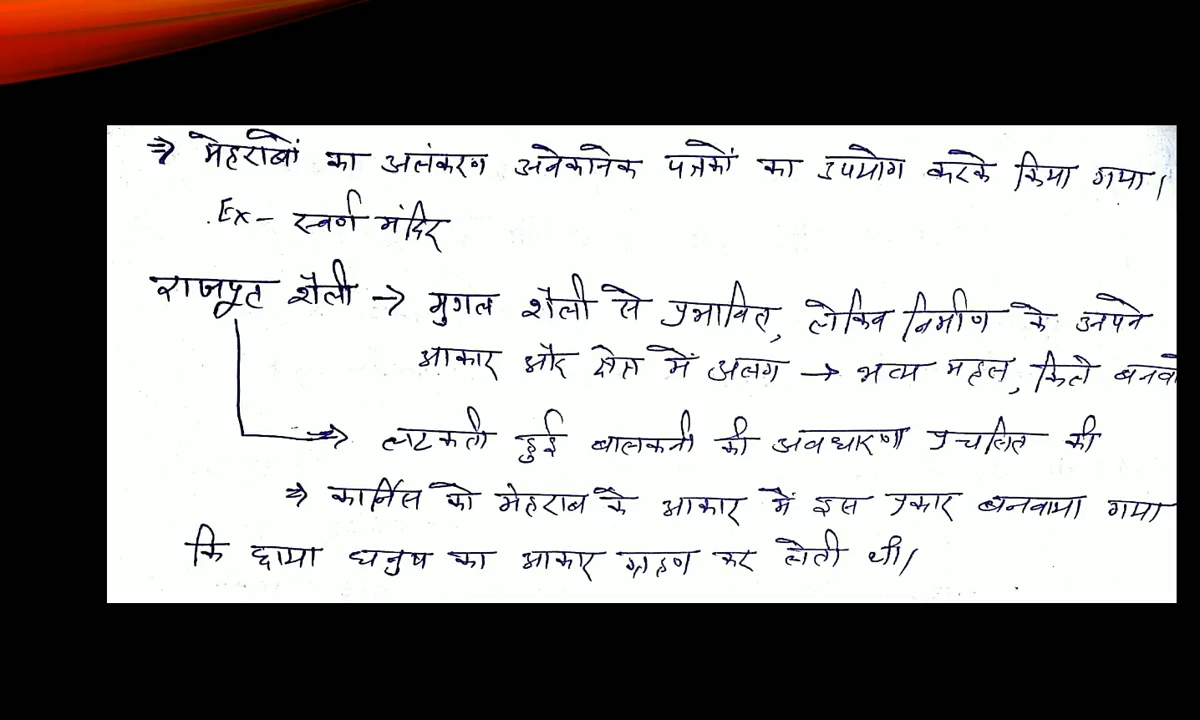 ⇒ मेहराबों का अलंकरण अनेकानेक पत्रकों का उपयोग करके किया गया।
Ex- स्वर्ण मंदिर
राजपूत शैली → मुगल शैली से प्रभावित, लेकिन निर्माण के अपने
आकार और क्षेत्र में अलग → भव्य महल, किले बनवा
→ लटकती हुई बालकनी की अवधारणा प्रचलित की
⇒ कार्निस को मेहराब के आकार में इस प्रकार बनवाया गया
कि छाया धनुष का आकार ग्रहण कर लेती थी।